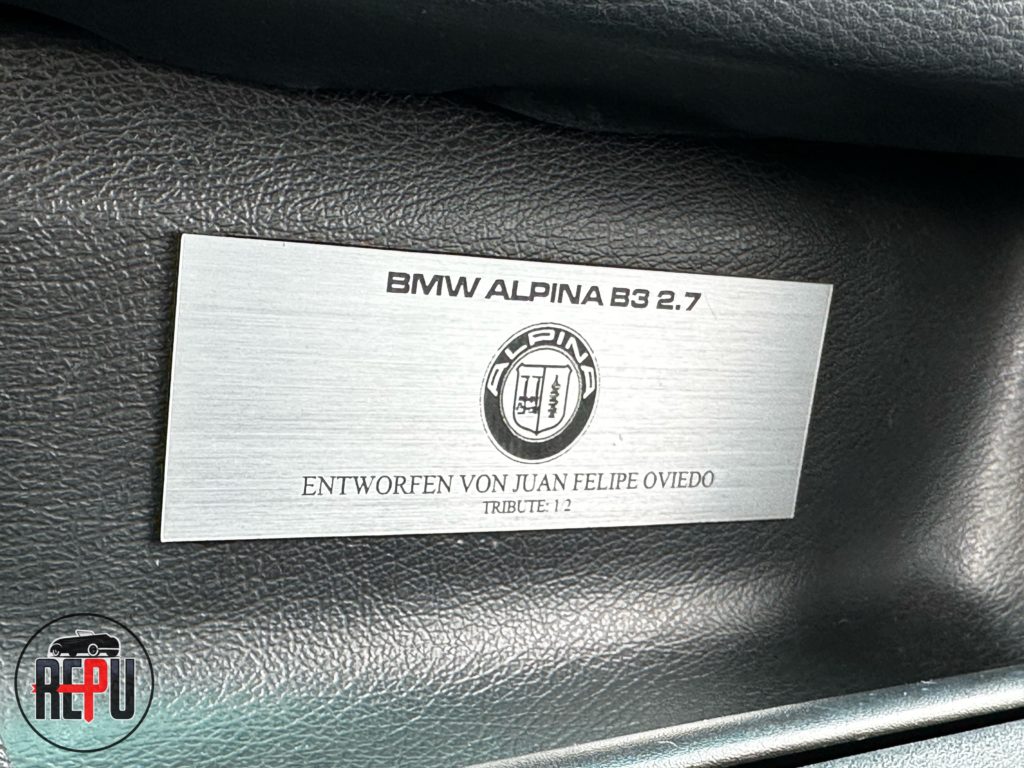 BMW ALPINA B3 2.7
ALPINA
ENTWORFEN VON JUAN FELIPE OVIEDO
TRIBUTE: 1 2
REPU